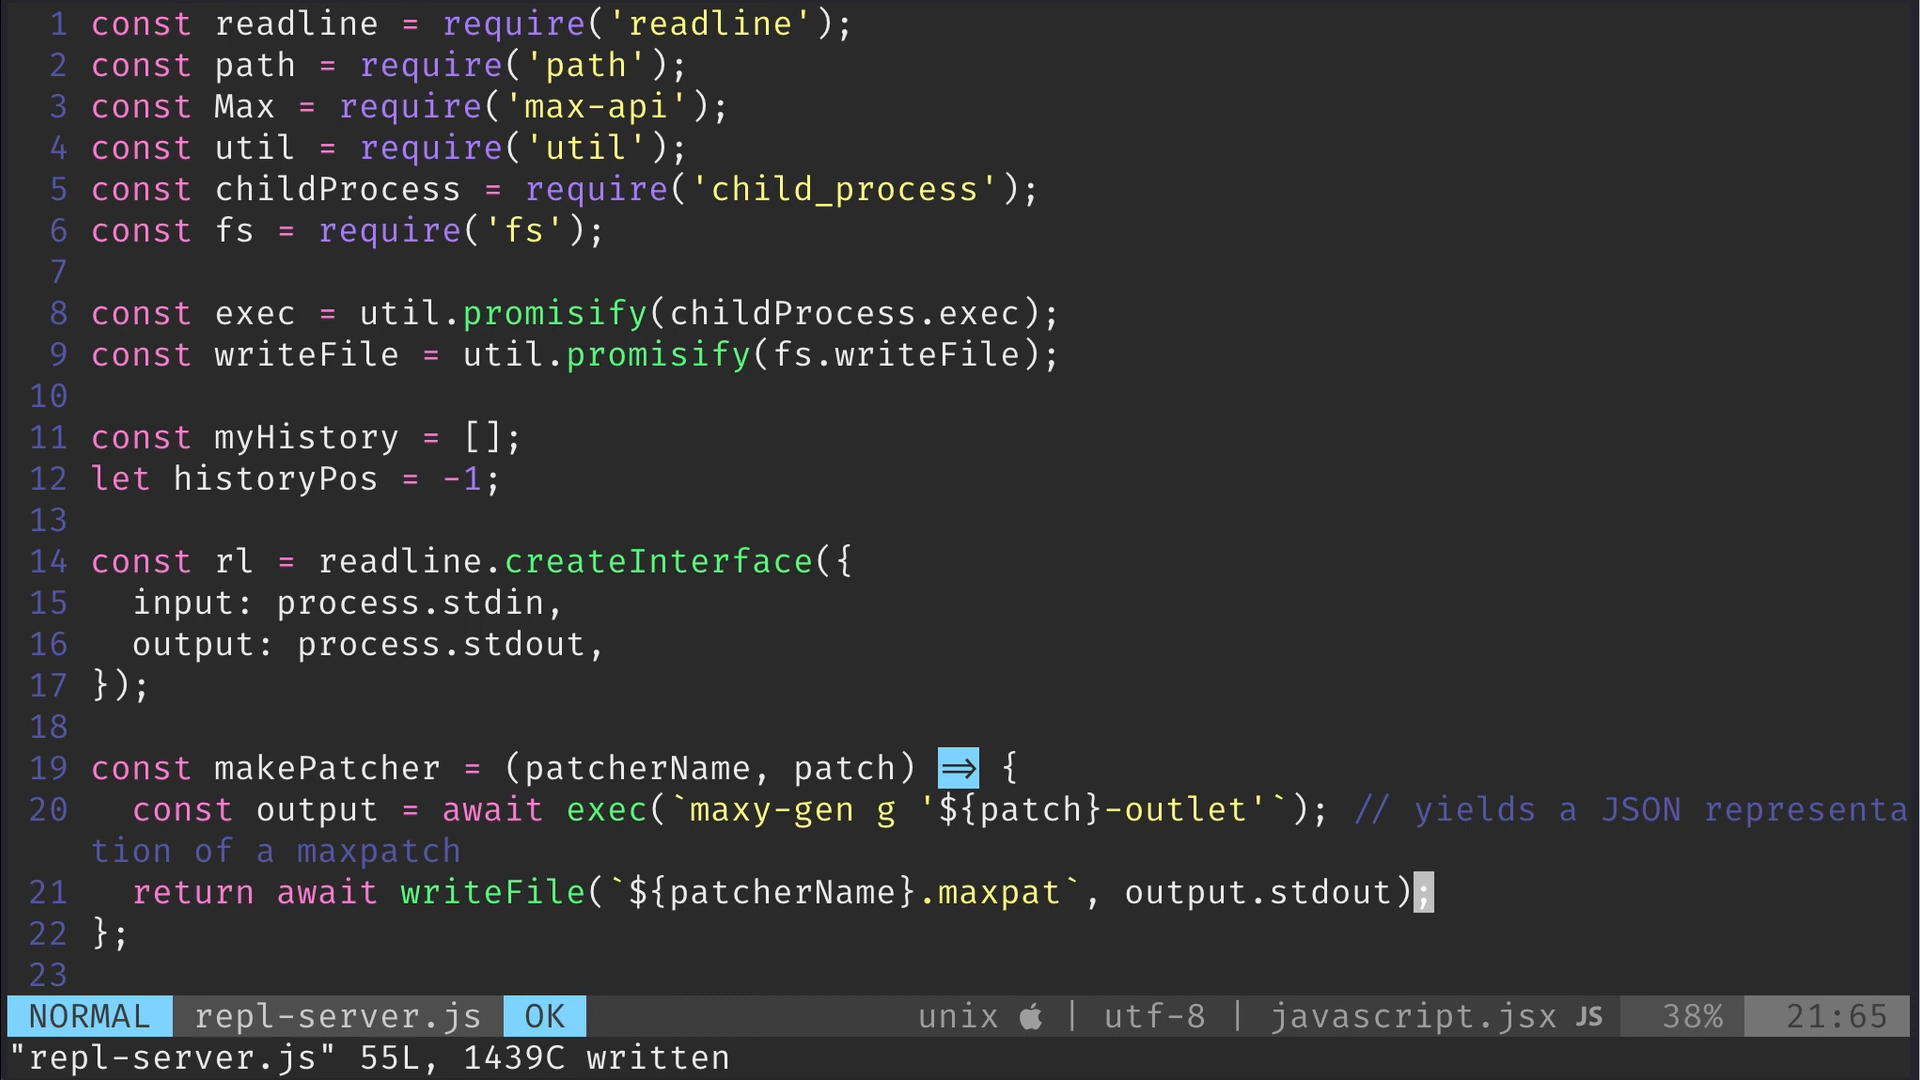 1 const readline = require('readline');
2 const path = require('path');
3 const Max = require('max-api');
4 const util = require('util');
5 const childProcess = require('child_process');
6 const fs = require('fs');
7
8 const exec = util.promisify(childProcess.exec);
9 const writeFile = util.promisify(fs.writeFile);
10
11 const myHistory = [];
12 let historyPos = -1;
13
14 const rl = readline.createInterface({
15   input: process.stdin,
16   output: process.stdout,
17 });
18
19 const makePatcher = (patcherName, patch) => {
20   const output = await exec(`maxy-gen g '${patch}-outlet'`); // yields a JSON representa
tion of a maxpatch
21   return await writeFile(`${patcherName}.maxpat`, output.stdout);
22 };
23
NORMAL repl-server.js OK unix | utf-8 | javascript.jsx JS 38% 21:65
"repl-server.js" 55L, 1439C written